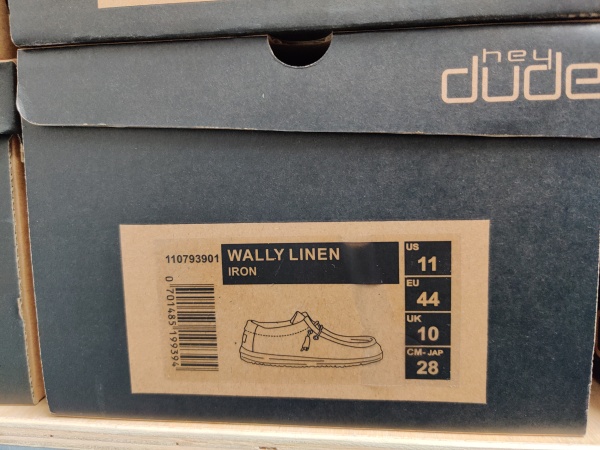 hey
dude
110793901
WALLY LINEN
IRON
0 701485 199394
US
11
EU
44
UK
10
CM- JAP
28